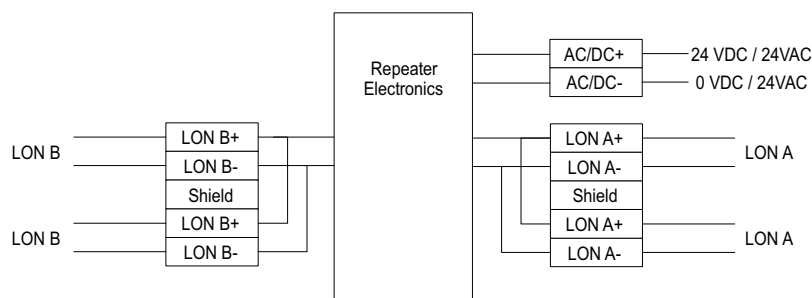 Repeater
Electronics
AC/DC+
24 VDC / 24VAC
AC/DC-
0 VDC / 24VAC
LON B
LON B+
LON B-
Shield
LON B
LON B+
LON B-
LON A+
LON A
LON A-
Shield
LON A+
LON A
LON A-